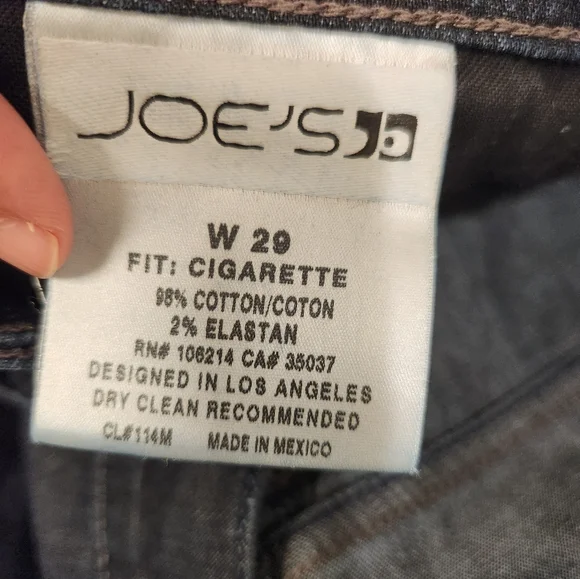 JOE'S
W 29
FIT: CIGARETTE
98% COTTON/COTON
2% ELASTAN
RN# 106214 CA# 35037
DESIGNED IN LOS ANGELES
DRY CLEAN RECOMMENDED
CL#114M MADE IN MEXICO